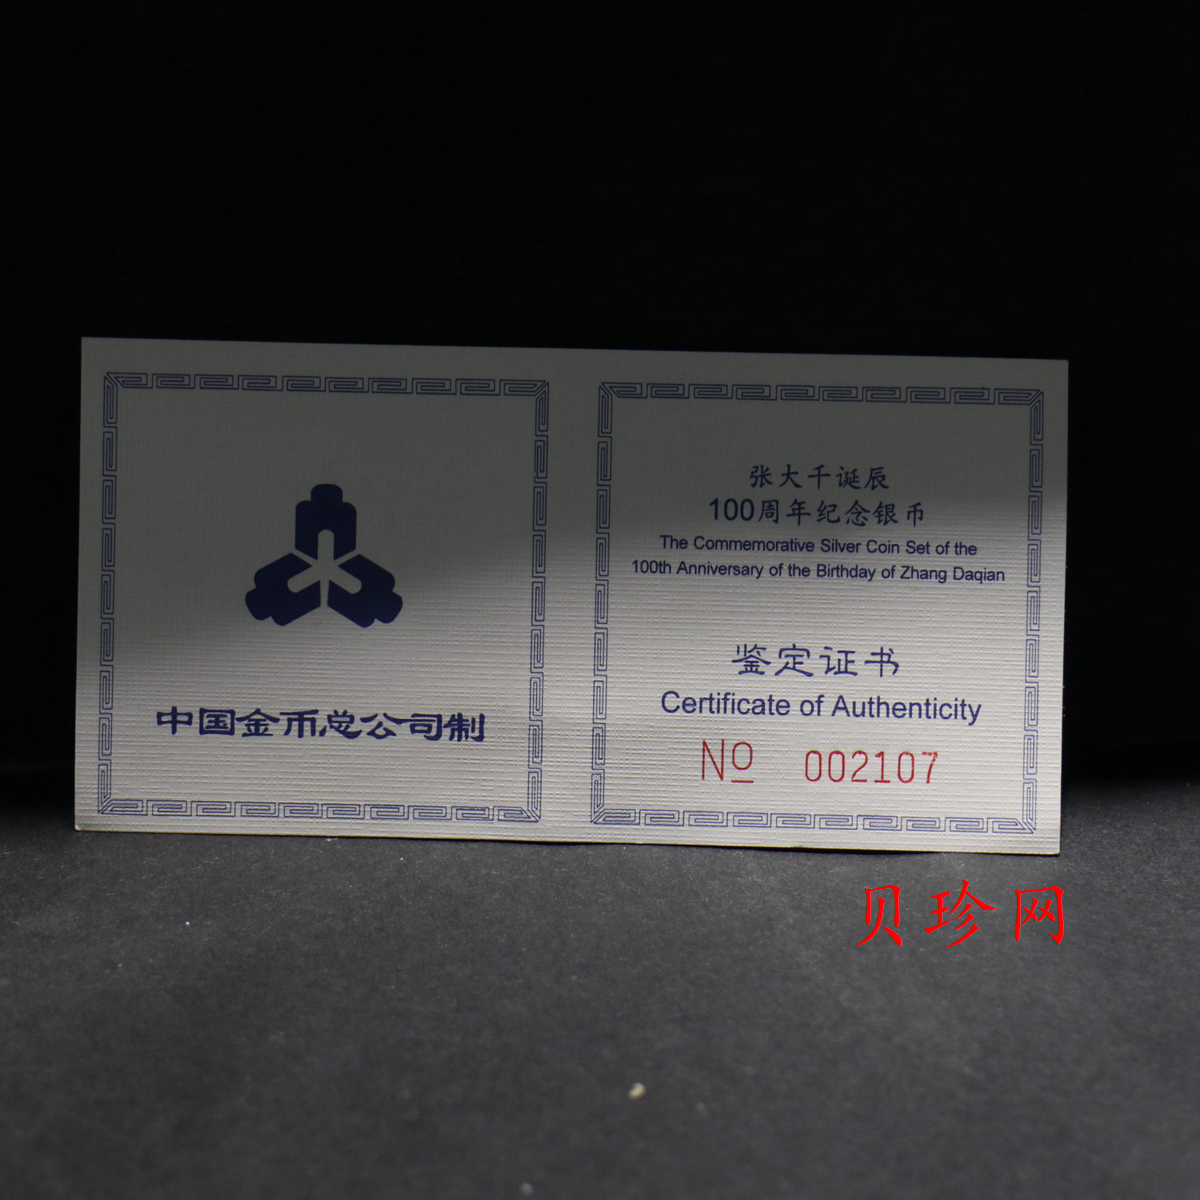 中国金币总公司制
张大千诞辰
100周年纪念银币
The Commemorative Silver Coin Set of the
100th Anniversary of the Birthday of Zhang Daqian
鉴定证书
Certificate of Authenticity
No 002107
贝珍网